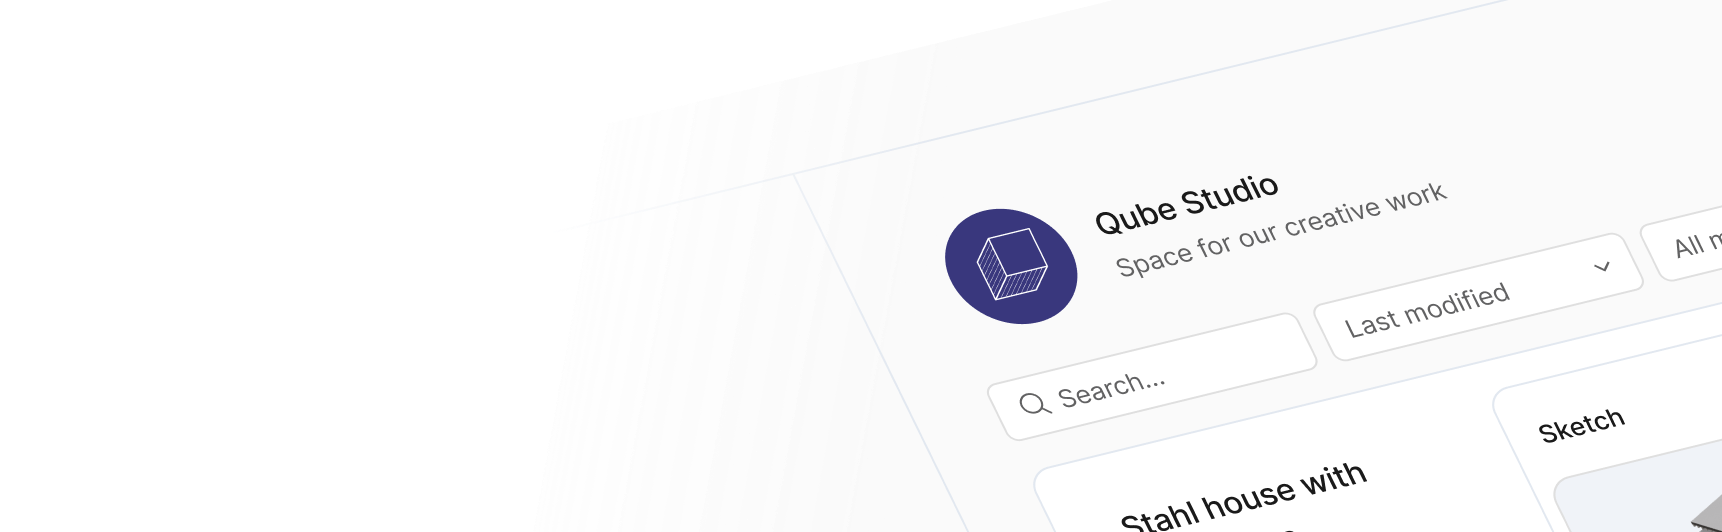 Qube Studio
Space for our creative work
Search...
Last modified
All
Stahl house with
Sketch